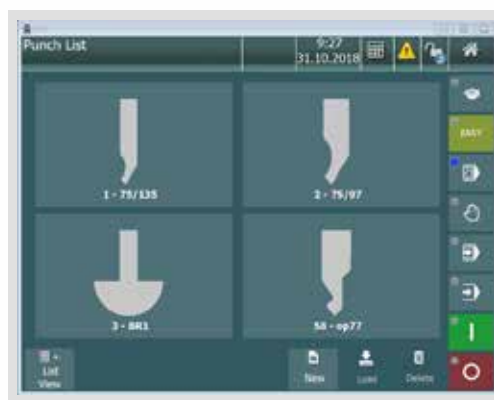 Punch List
9:27
31.10.2018
EASY
1 - 75/135
2 - 75/97
3 - BR1
58 - op77
List
View
New
Load
Delete